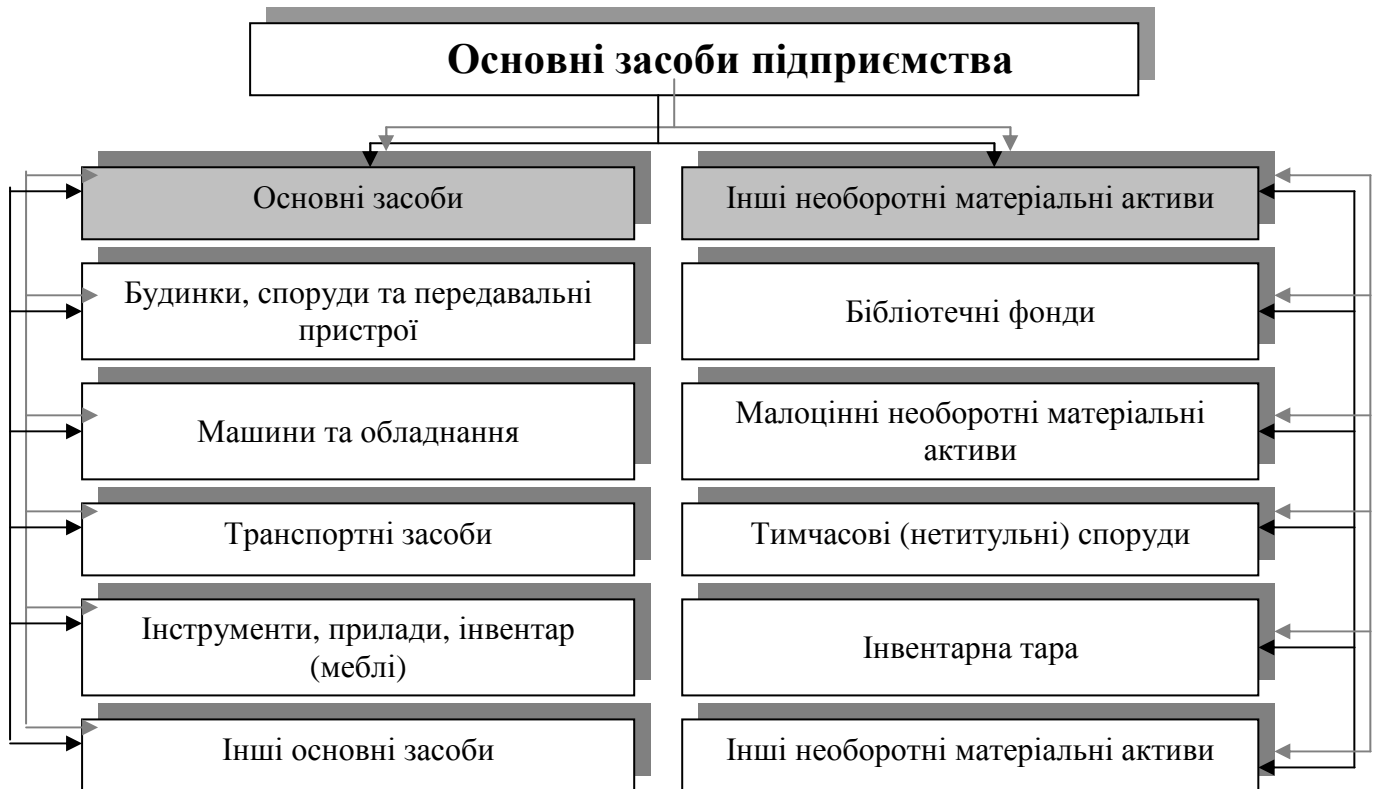 Основні засоби підприємства
Основні засоби
Інші необоротні матеріальні активи
Будинки, споруди та передавальні
пристрої
Бібліотечні фонди
Машини та обладнання
Малоцінні необоротні матеріальні
активи
Транспортні засоби
Тимчасові (нетитульні) споруди
Інструменти, прилади, інвентар
(меблі)
Інвентарна тара
Інші основні засоби
Інші необоротні матеріальні активи